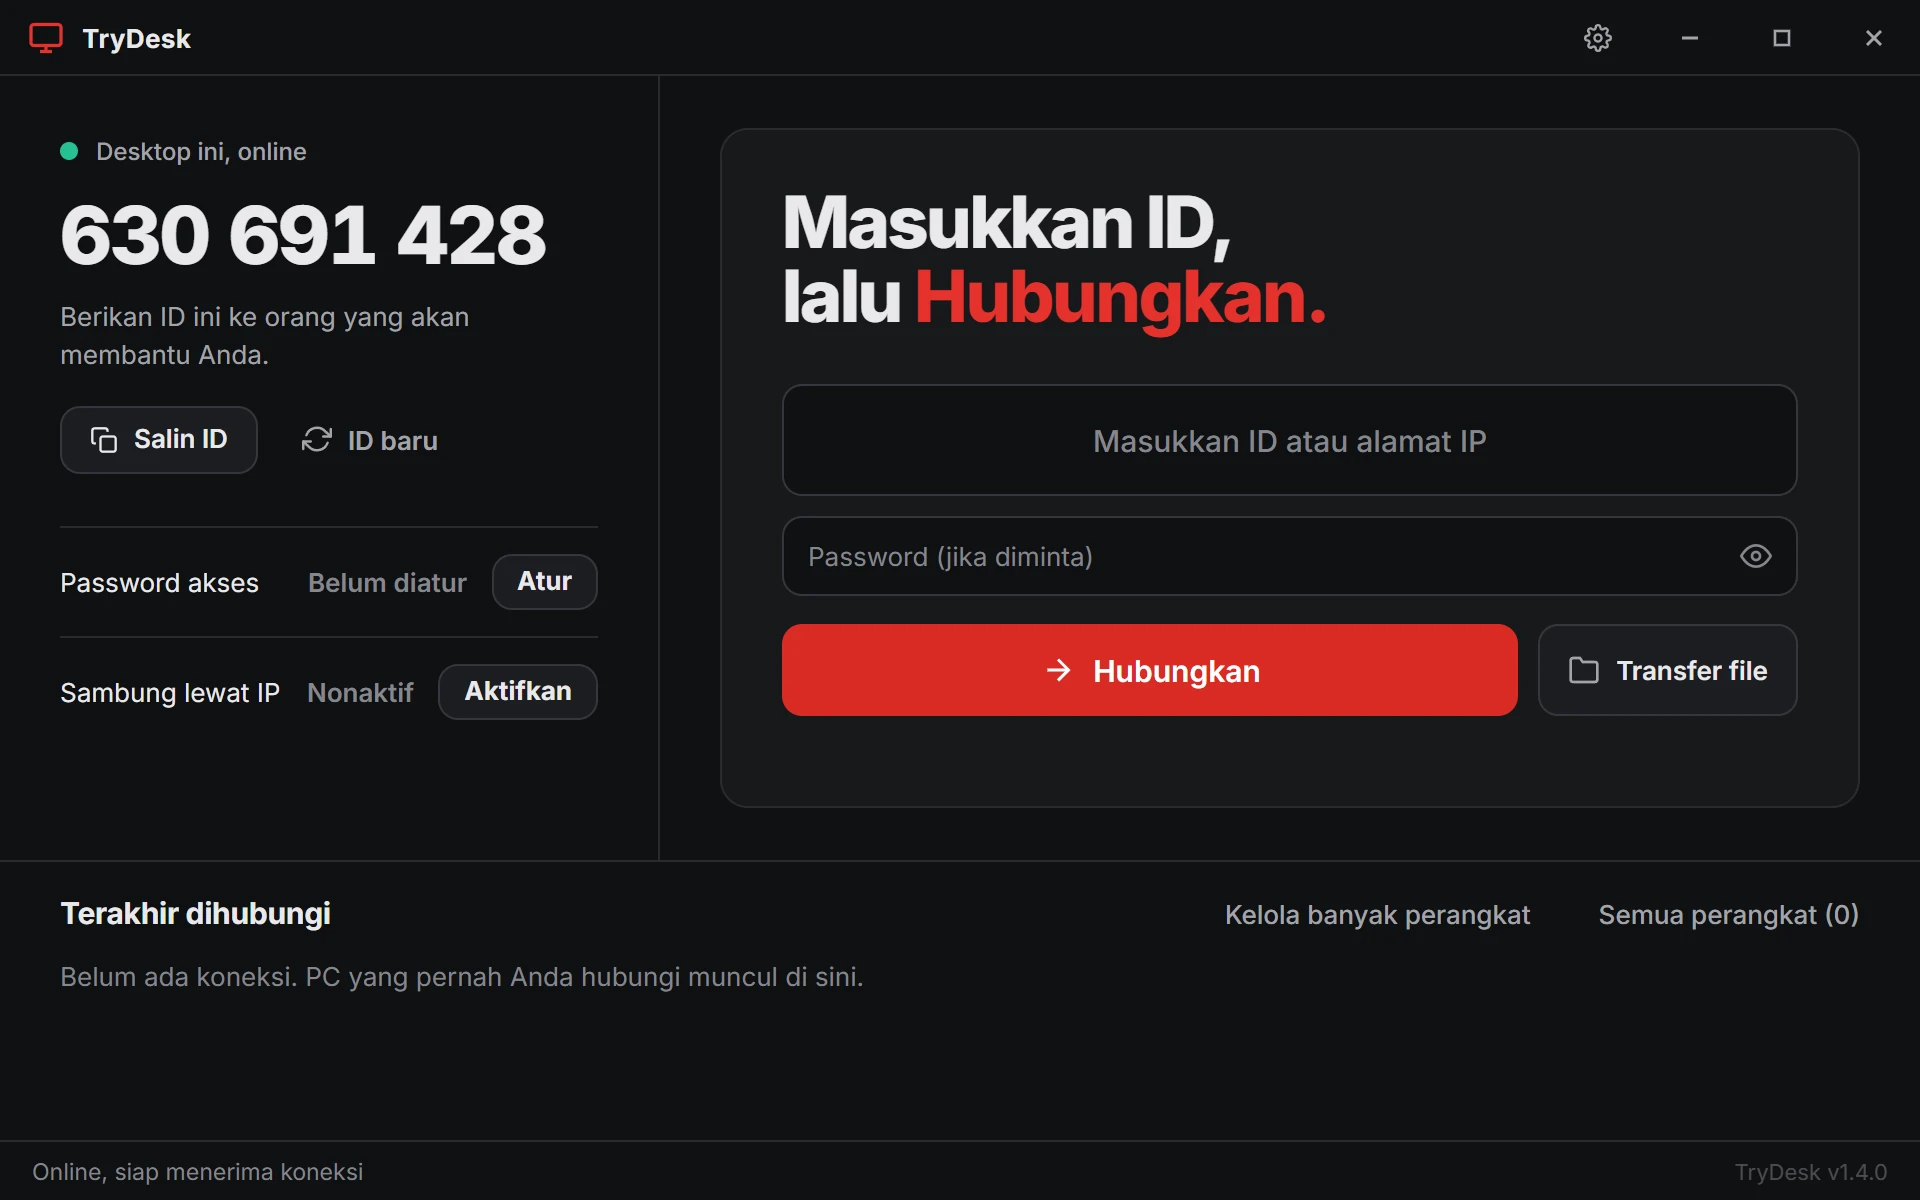 TryDesk
Desktop ini, online
630 691 428
Berikan ID ini ke orang yang akan
membantu Anda.
Salin ID
ID baru
Password akses
Belum diatur
Atur
Sambung lewat IP
Nonaktif
Aktifkan
Masukkan ID,
lalu Hubungkan.
Masukkan ID atau alamat IP
Password (jika diminta)
Hubungkan
Transfer file
Terakhir dihubungi
Kelola banyak perangkat
Semua perangkat (0)
Belum ada koneksi. PC yang pernah Anda hubungi muncul di sini.
Online, siap menerima koneksi
TryDesk v1.4.0